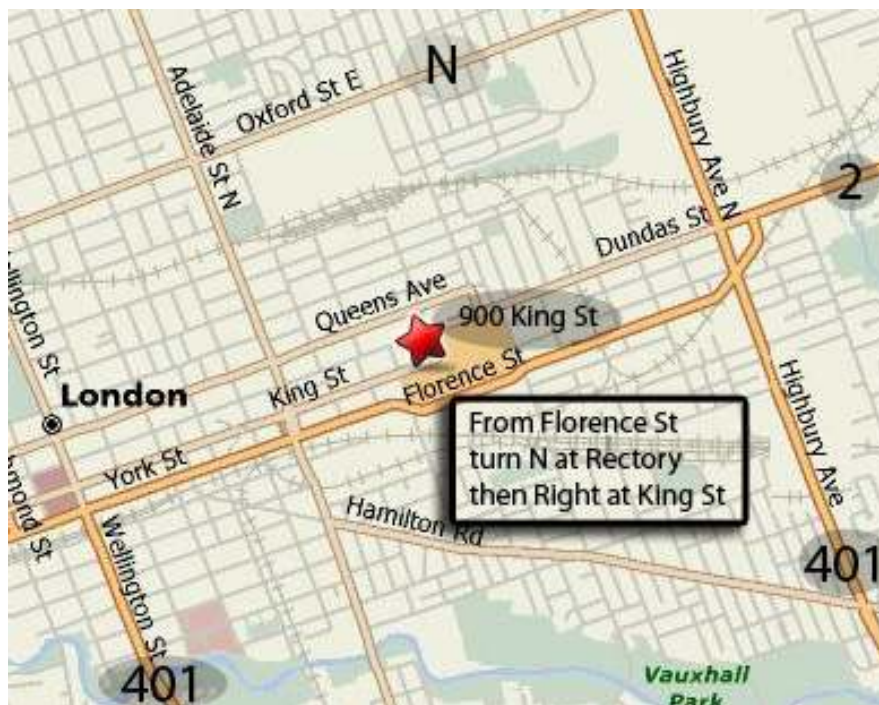 N
Oxford St E
Adelaide St N
Highbury Ave N
2
Dundas St
Queens Ave
900 King St
London
King St
Florence St
From Florence St
turn N at Rectory
then Right at King St
York St
Hamilton Rd
Highbury Ave
401
Wellington St
401
Vauxhall
Park